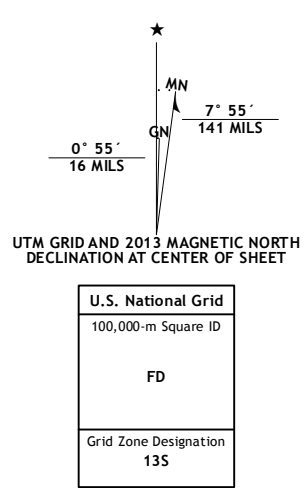 ★
MN
7° 55´
141 MILS
GN
0° 55´
16 MILS
UTM GRID AND 2013 MAGNETIC NORTH
DECLINATION AT CENTER OF SHEET
U.S. National Grid
100,000-m Square ID
FD
Grid Zone Designation
13S